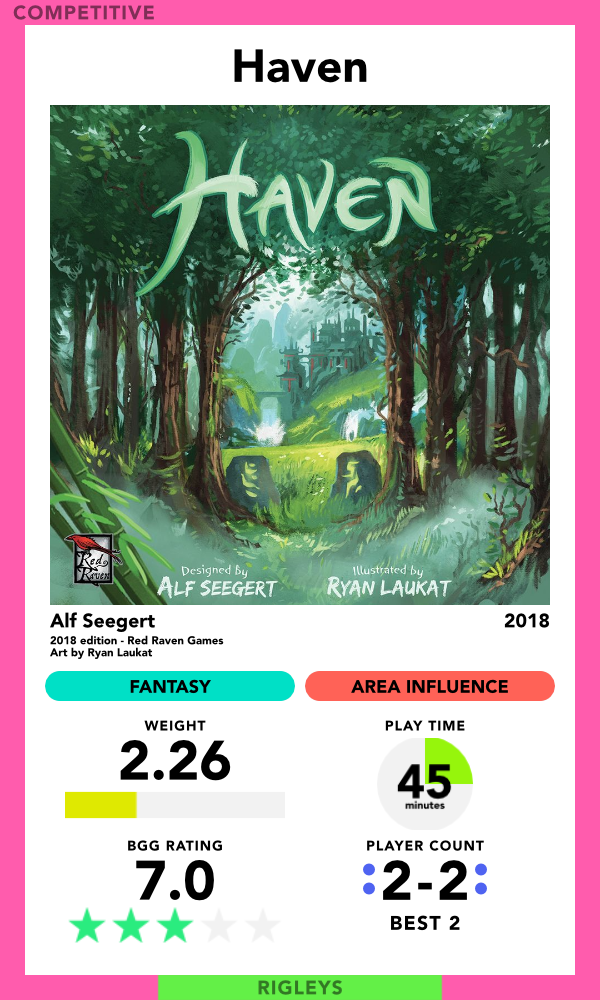 COMPETITIVE
Haven
HAVEN
Red
Raven
Designed by
ALF SEEGERT
Illustrated by
RYAN LAUKAT
Alf Seegert
2018
2018 edition - Red Raven Games
Art by Ryan Laukat
FANTASY
AREA INFLUENCE
WEIGHT
2.26
PLAY TIME
45
minutes
BGG RATING
7.0
PLAYER COUNT
2-2
BEST 2
RIGLEYS